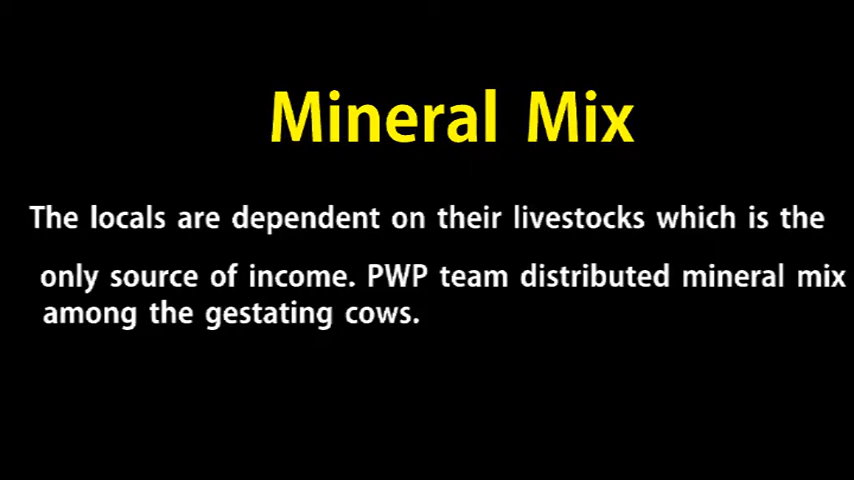 Mineral Mix
The locals are dependent on their livestocks which is the
only source of income. PWP team distributed mineral mix
among the gestating cows.